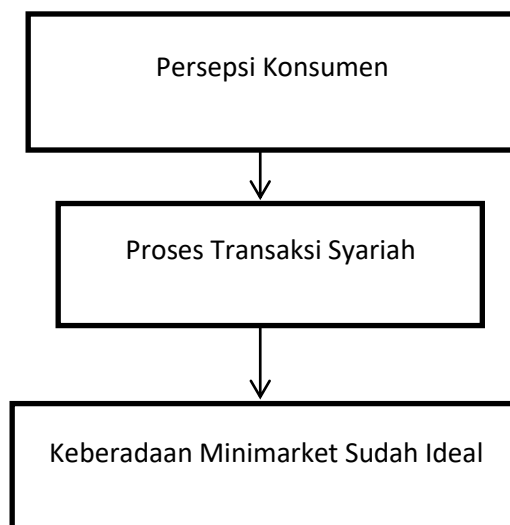 Persepsi Konsumen
Proses Transaksi Syariah
Keberadaan Minimarket Sudah Ideal